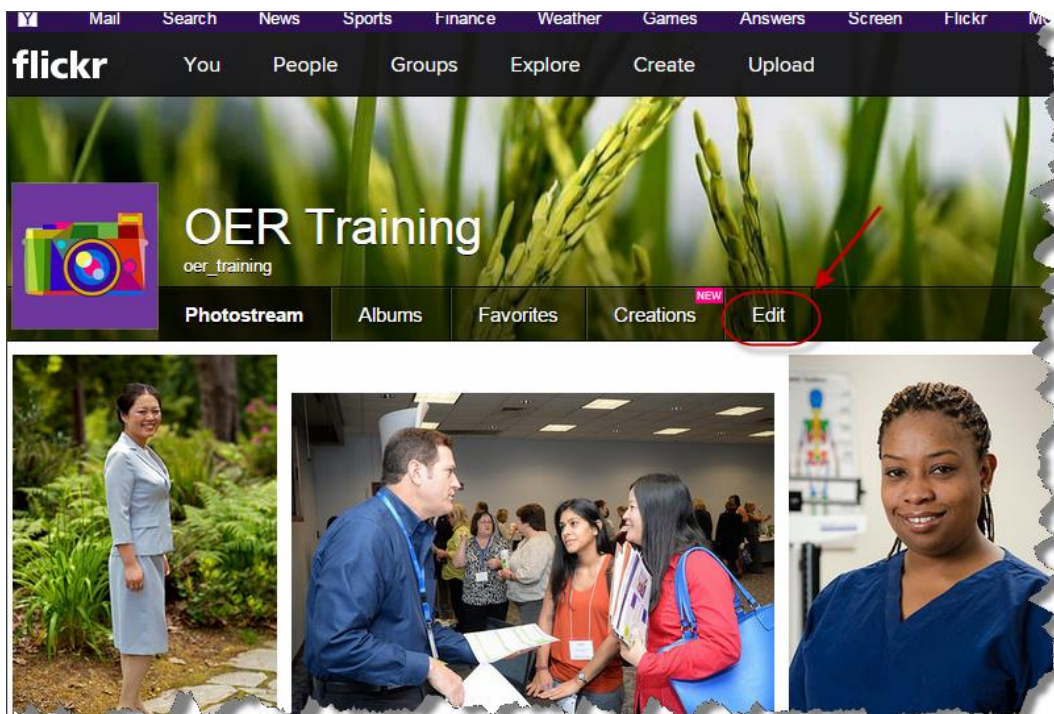 Y Mail Search News Sports Finance Weather Games Answers Screen Flickr
flickr You People Groups Explore Create Upload
OER Training
oer_training
Photostream Albums Favorites Creations NEW Edit